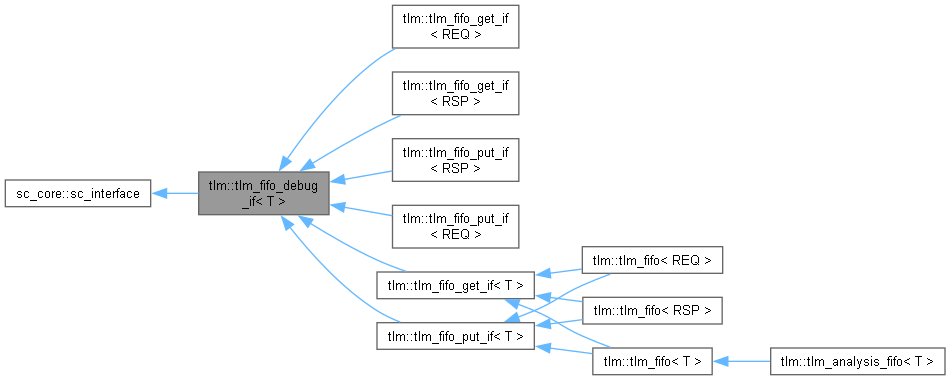 tlm::tlm_fifo_get_if
< REQ >
tlm::tlm_fifo_get_if
< RSP >
tlm::tlm_fifo_put_if
< RSP >
sc_core::sc_interface
tlm::tlm_fifo_debug
_if< T >
tlm::tlm_fifo_put_if
< REQ >
tlm::tlm_fifo< REQ >
tlm::tlm_fifo_get_if< T >
tlm::tlm_fifo< RSP >
tlm::tlm_fifo_put_if< T >
tlm::tlm_fifo< T >
tlm::tlm_analysis_fifo< T >